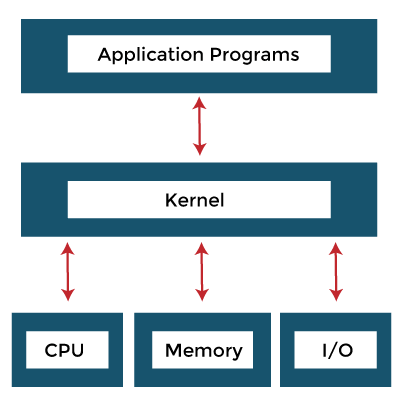 Application Programs
Kernel
CPU
Memory
I/O